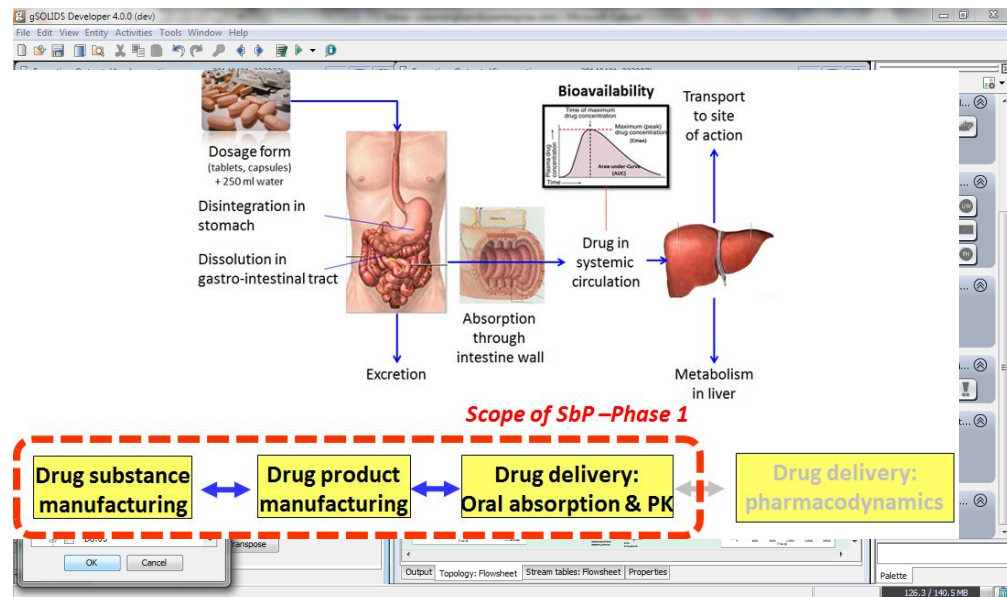 gSOLIDS Developer 4.0.0 (dev)
File Edit View Entity Activities Tools Window Help
Dosage form
(tablets, capsules)
+ 250 ml water
Disintegration in
stomach
Dissolution in
gastro-intestinal tract
Excretion
Absorption
through
intestine wall
Bioavailability
Time of maximum
drug concentration
Maximum (peak)
drug concentration
(Cmax)
Plasma drug
concentration
Area-under-Curve
(AUC)
Time
Drug in
systemic
circulation
Transport
to site
of action
Metabolism
in liver
Scope of SbP –Phase 1
Drug substance
manufacturing
Drug product
manufacturing
Drug delivery:
Oral absorption & PK
Drug delivery:
pharmacodynamics
OK Cancel
Output Topology: Flowsheet Stream tables: Flowsheet Properties
Palette
126.3 / 140.5 MB